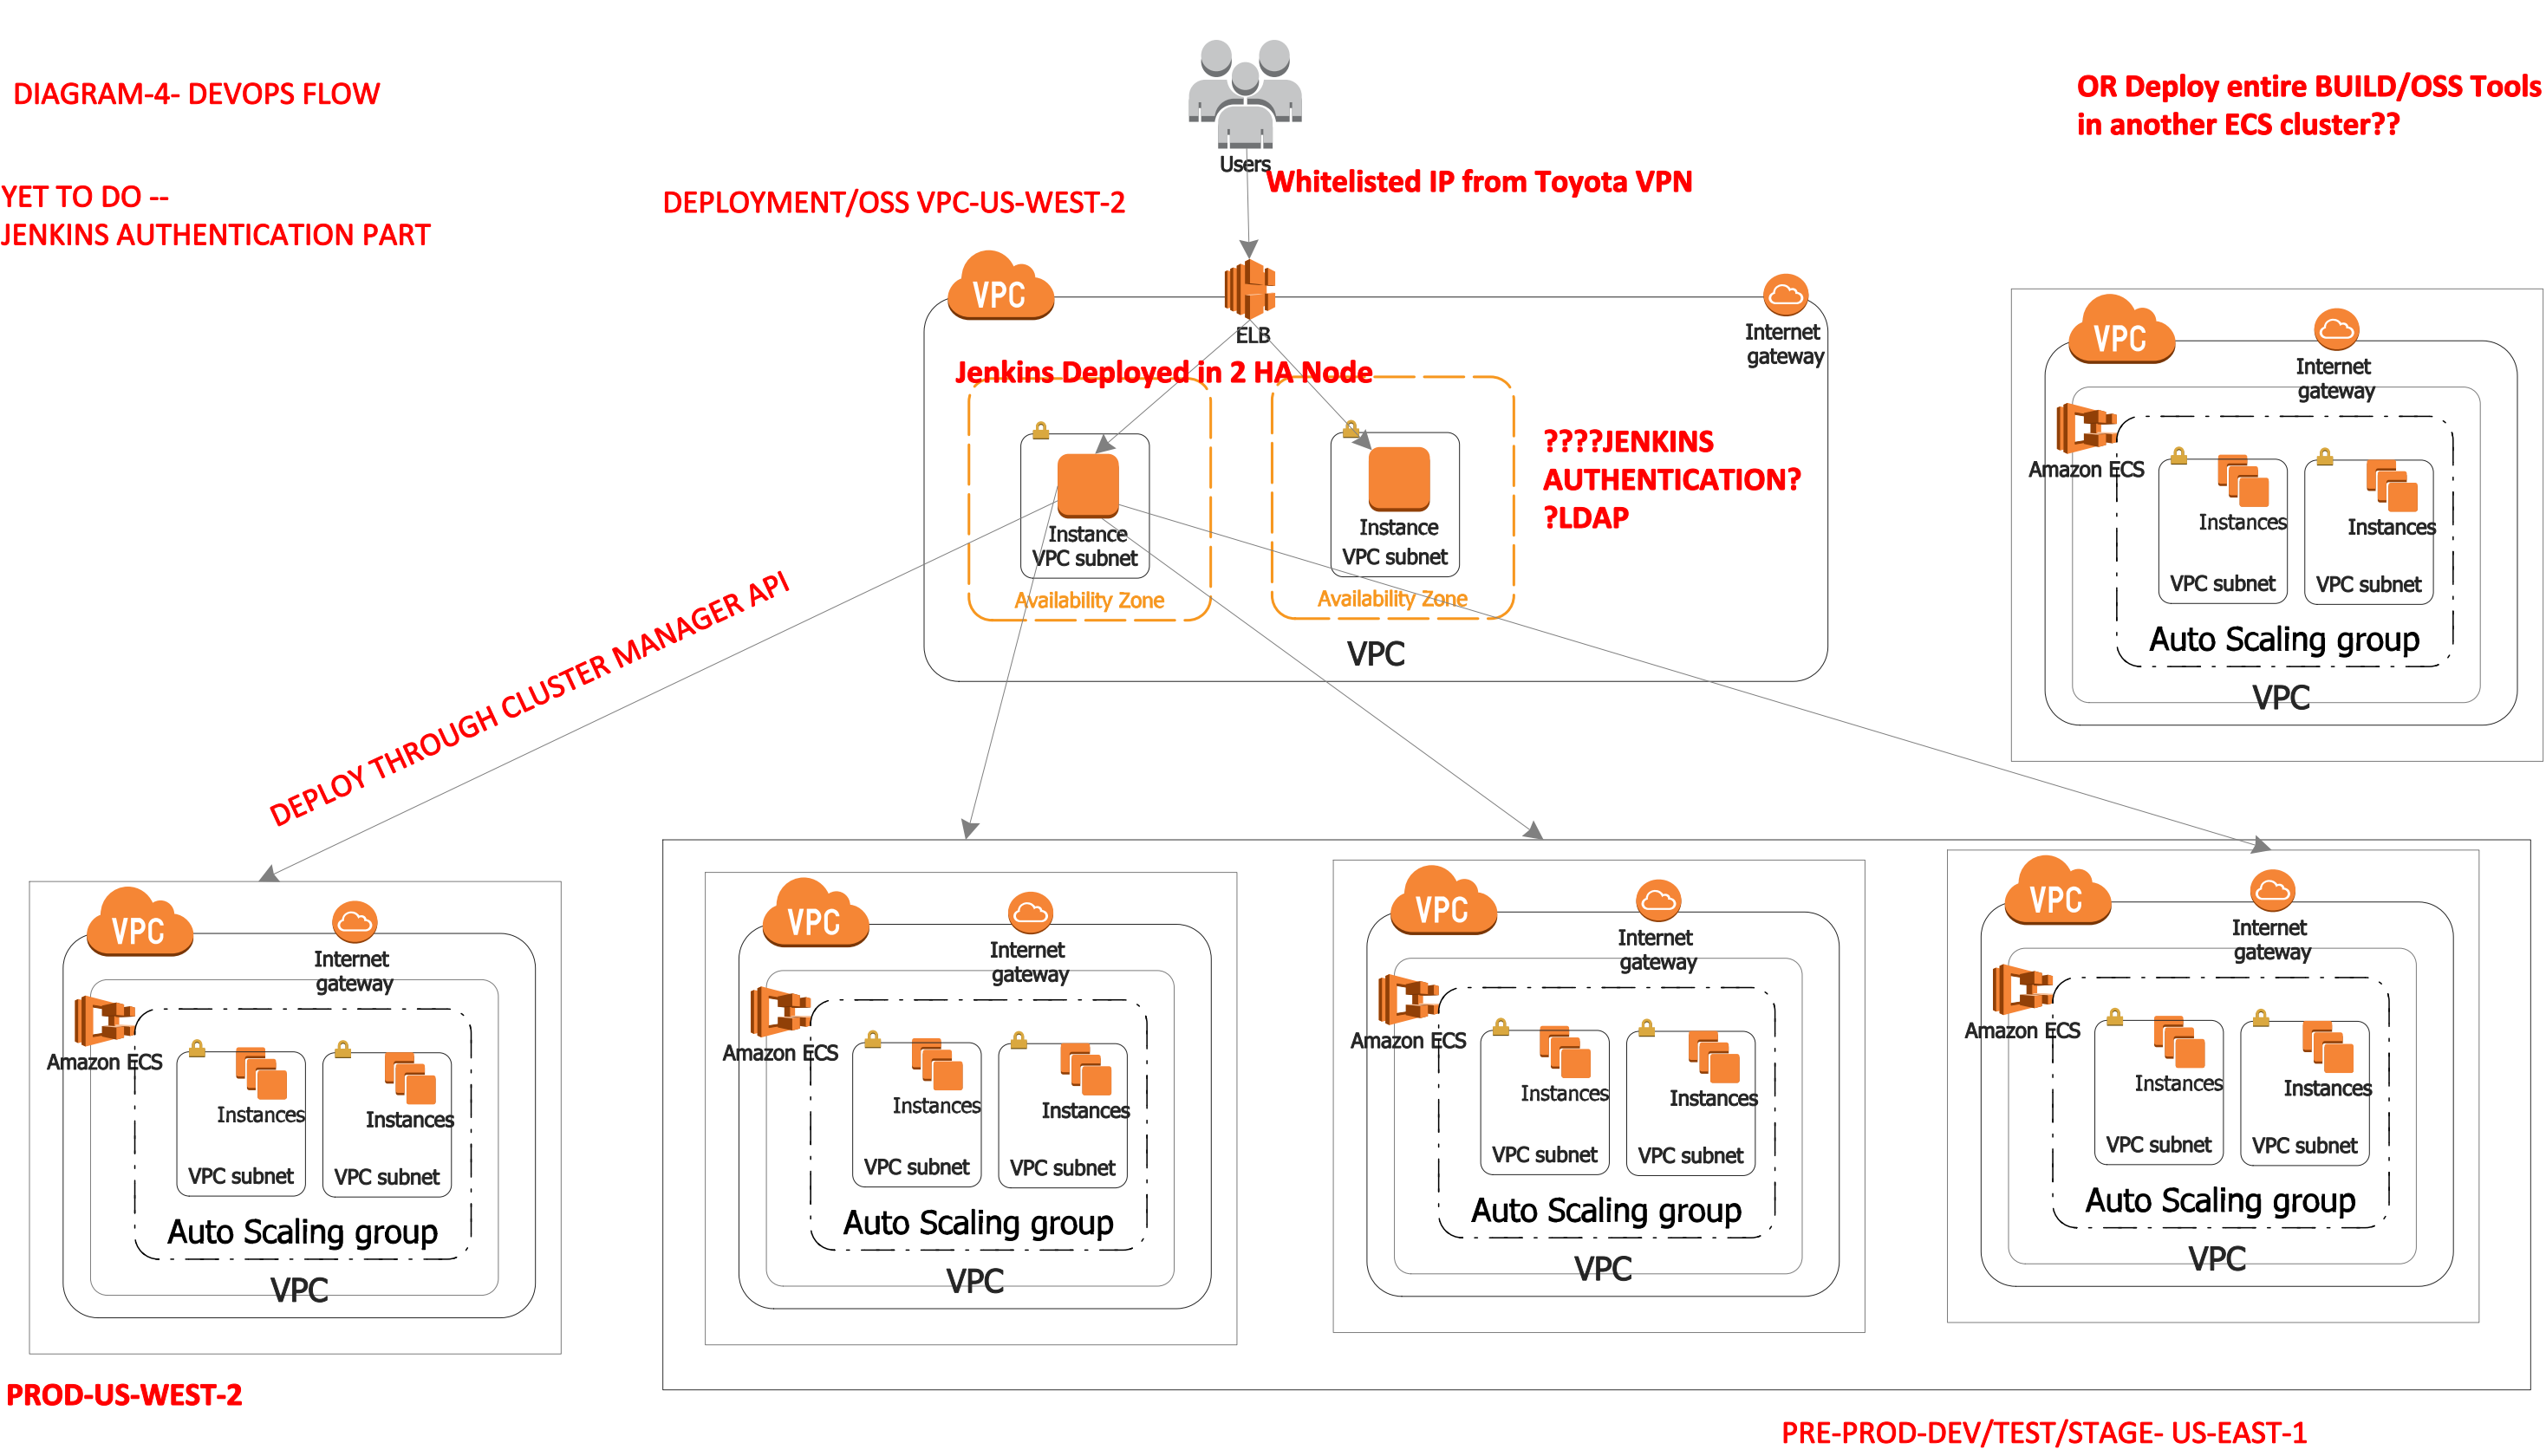 DIAGRAM-4- DEVOPS FLOW
YET TO DO --
JENKINS AUTHENTICATION PART
Users
Whitelisted IP from Toyota VPN
DEPLOYMENT/OSS VPC-US-WEST-2
OR Deploy entire BUILD/OSS Tools
in another ECS cluster??
VPC
ELB
Internet
gateway
Jenkins Deployed in 2 HA Node
Instance
VPC subnet
Availability Zone
Instance
VPC subnet
Availability Zone
????JENKINS
AUTHENTICATION?
?LDAP
VPC
VPC
Internet
gateway
Amazon ECS
Instances
VPC subnet
Instances
VPC subnet
Auto Scaling group
VPC
DEPLOY THROUGH CLUSTER MANAGER API
VPC
Internet
gateway
Amazon ECS
Instances
VPC subnet
Instances
VPC subnet
Auto Scaling group
VPC
PROD-US-WEST-2
VPC
Internet
gateway
Amazon ECS
Instances
VPC subnet
Instances
VPC subnet
Auto Scaling group
VPC
VPC
Internet
gateway
Amazon ECS
Instances
VPC subnet
Instances
VPC subnet
Auto Scaling group
VPC
VPC
Internet
gateway
Amazon ECS
Instances
VPC subnet
Instances
VPC subnet
Auto Scaling group
VPC
PRE-PROD-DEV/TEST/STAGE- US-EAST-1